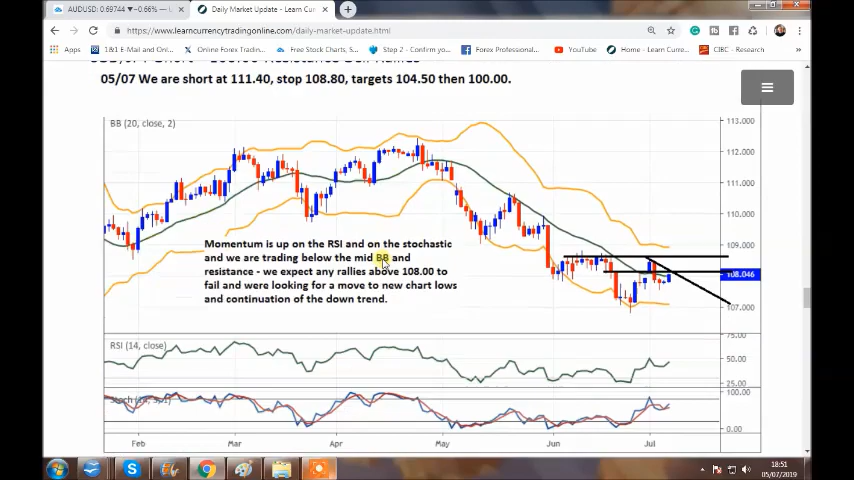 AUDUSD: 0.69744 ▼−0.66%
Daily Market Update - Learn Curr
https://www.learncurrencytradingonline.com/daily-market-update.html
Apps
1&1 E-Mail and Onl...
Online Forex Trading
Free Stock Charts, S
Step 2 - Confirm yo...
Forex Professional...
YouTube
Home - Learn Curre
CIBC - Research
05/07 We are short at 111.40, stop 108.80, targets 104.50 then 100.00.
BB (20, close, 2)
113.000
112.000
111.000
110.000
109.000
108.046
107.000
Momentum is up on the RSI and on the stochastic
and we are trading below the mid BB and
resistance - we expect any rallies above 108.00 to
fail and were looking for a move to new chart lows
and continuation of the down trend.
RSI (14, close)
75.00
50.00
25.00
100.00
0.00
Feb
Mar
Apr
May
Jun
Jul
18:51
05/07/2019